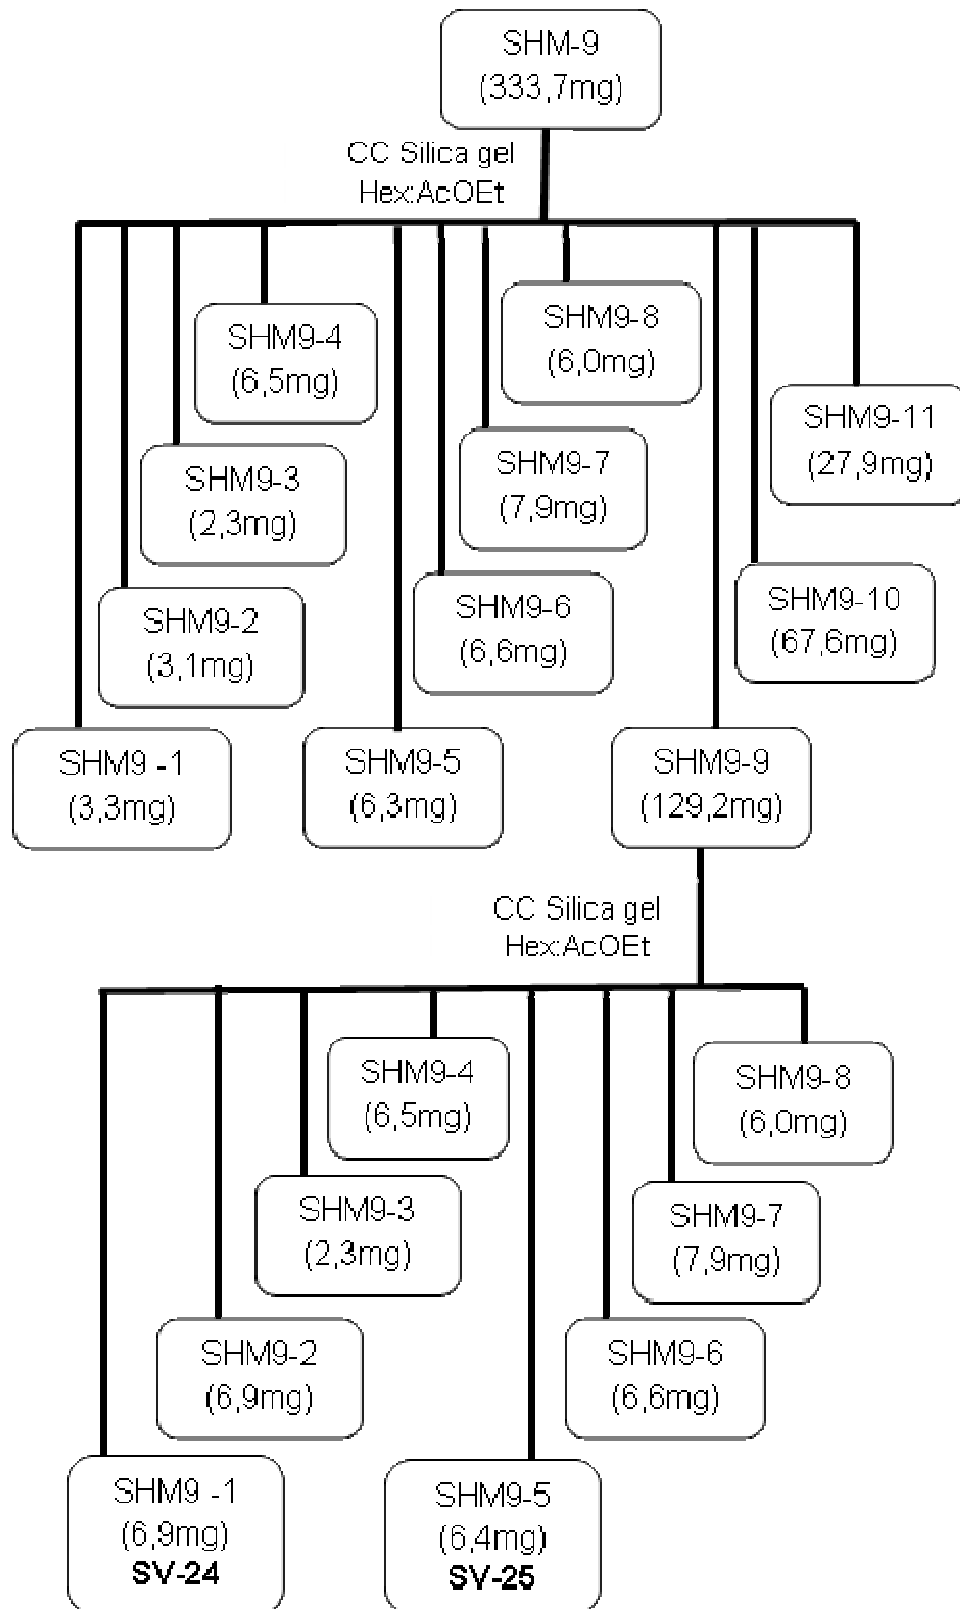 SHM-9
(333,7mg)
CC Silica gel
Hex:AcOEt
SHM9-4
(6,5mg)
SHM9-8
(6,0mg)
SHM9-11
(27,9mg)
SHM9-3
(2,3mg)
SHM9-7
(7,9mg)
SHM9-2
(3,1mg)
SHM9-6
(6,6mg)
SHM9-10
(67,6mg)
SHM9 -1
(3,3mg)
SHM9-5
(6,3mg)
SHM9-9
(129,2mg)
CC Silica gel
Hex:AcOEt
SHM9-4
(6,5mg)
SHM9-8
(6,0mg)
SHM9-3
(2,3mg)
SHM9-7
(7,9mg)
SHM9-2
(6,9mg)
SHM9-6
(6,6mg)
SHM9 -1
(6,9mg)
SV-24
SHM9-5
(6,4mg)
SV-25